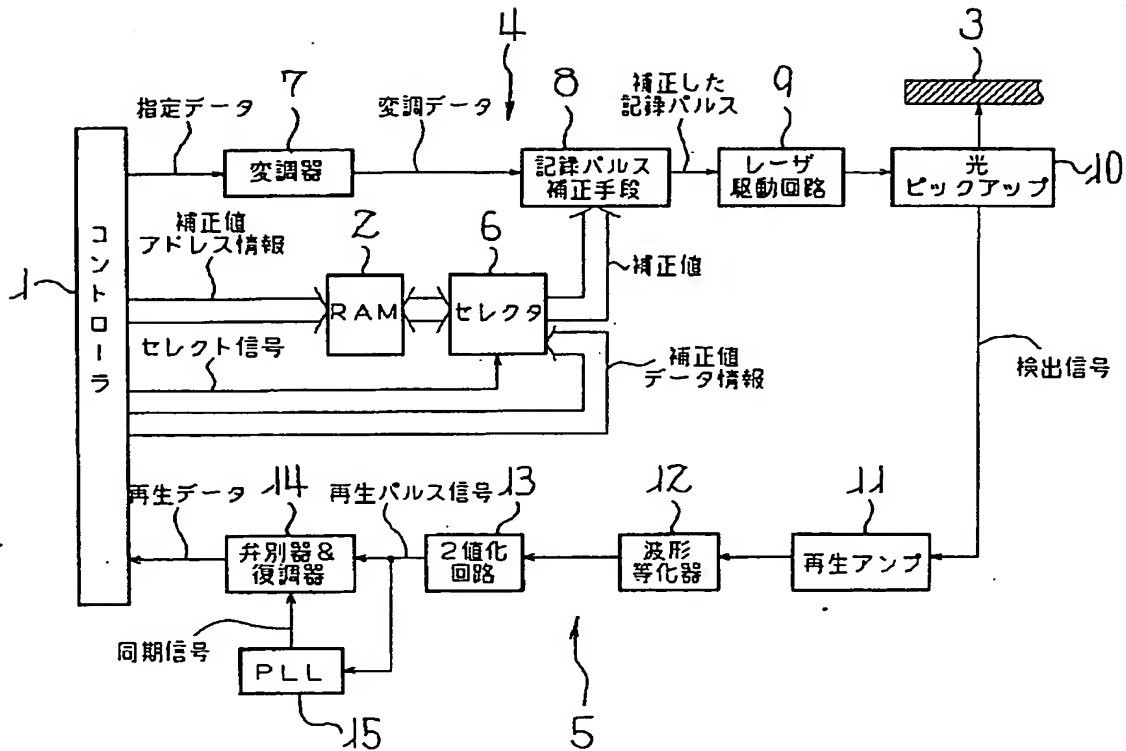 4
3
7
8
補正した
記録パルス
9
指定データ
変調データ
変調器
記録パルス
補正手段
レーザ
駆動回路
光
ピックアップ
10
補正値
アドレス情報
2
6
補正値
1
コントローラ
RAM
セレクタ
セレクト信号
補正値
データ情報
検出信号
再生データ
14
再生パルス信号
13
12
11
弁別器&
復調器
2値化
回路
波形
等化器
再生アンプ
同期信号
PLL
15
5